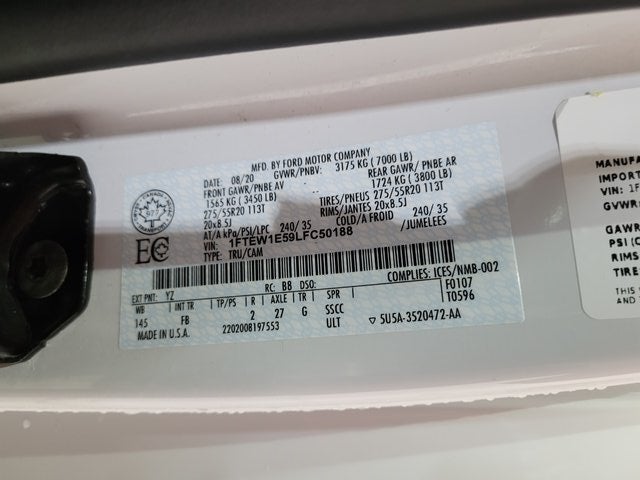 MFD. BY FORD MOTOR COMPANY
DATE: 08/20 GVWR/PNBV: 3175 KG ( 7000 LB)
FRONT GAWR/PNBE AV REAR GAWR/ PNBE AR
1565 KG ( 3450 LB) 1724 KG ( 3800 LB)
275/55R20 113T TIRES/PNEUS 275/55R20 113T
20x8.5J RIMS/JANTES 20x8.5J
AT/A kPa/PSI/LPC 240/ 35 COLD/A FROID 240/ 35
VIN: 1FTEW1E59LFC50188 /JUMELEES
TYPE: TRU/CAM
EC
COMPLIES: ICES/NMB-002
EXT PNT: YZ RC: BB DSO: F0107
WB INT TR TP/PS R AXLE TR SPR T0596
145 FB 2 27 G SSCC
ULT
MADE IN U.S.A. 2202008197553 ▽ 5U5A-3520472-AA
MANUFA
IMPORT
VIN: 1F
GVWR:
GAWR
PSI (C
RIMS
TIRES
THIS
AND